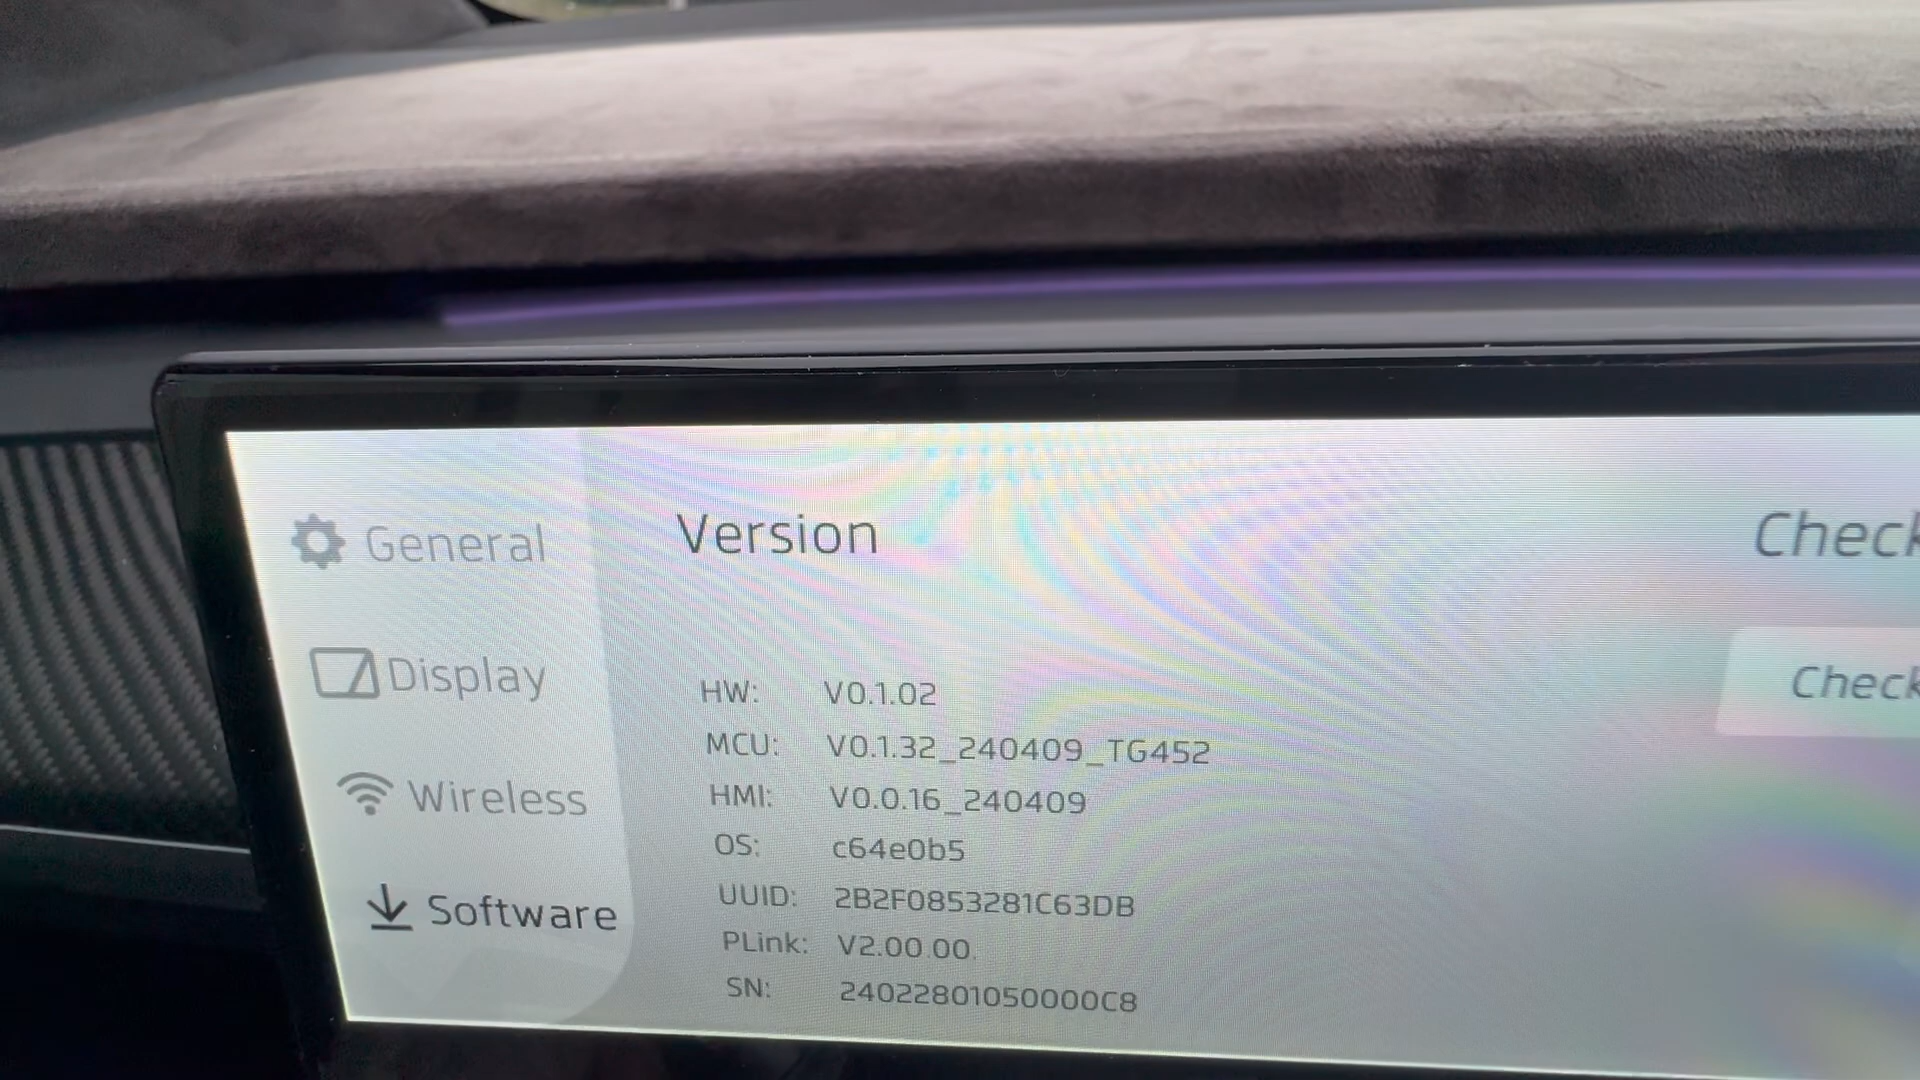 General
Display
Wireless
Software
Version
HW: V0.1.02
MCU: V0.1.32_240409_TG452
HMI: V0.0.16_240409
OS: c64e0b5
UUID: 2B2F0853281C63DB
PLink: V2.00.00
SN: 24022801050000C8
Check
Check